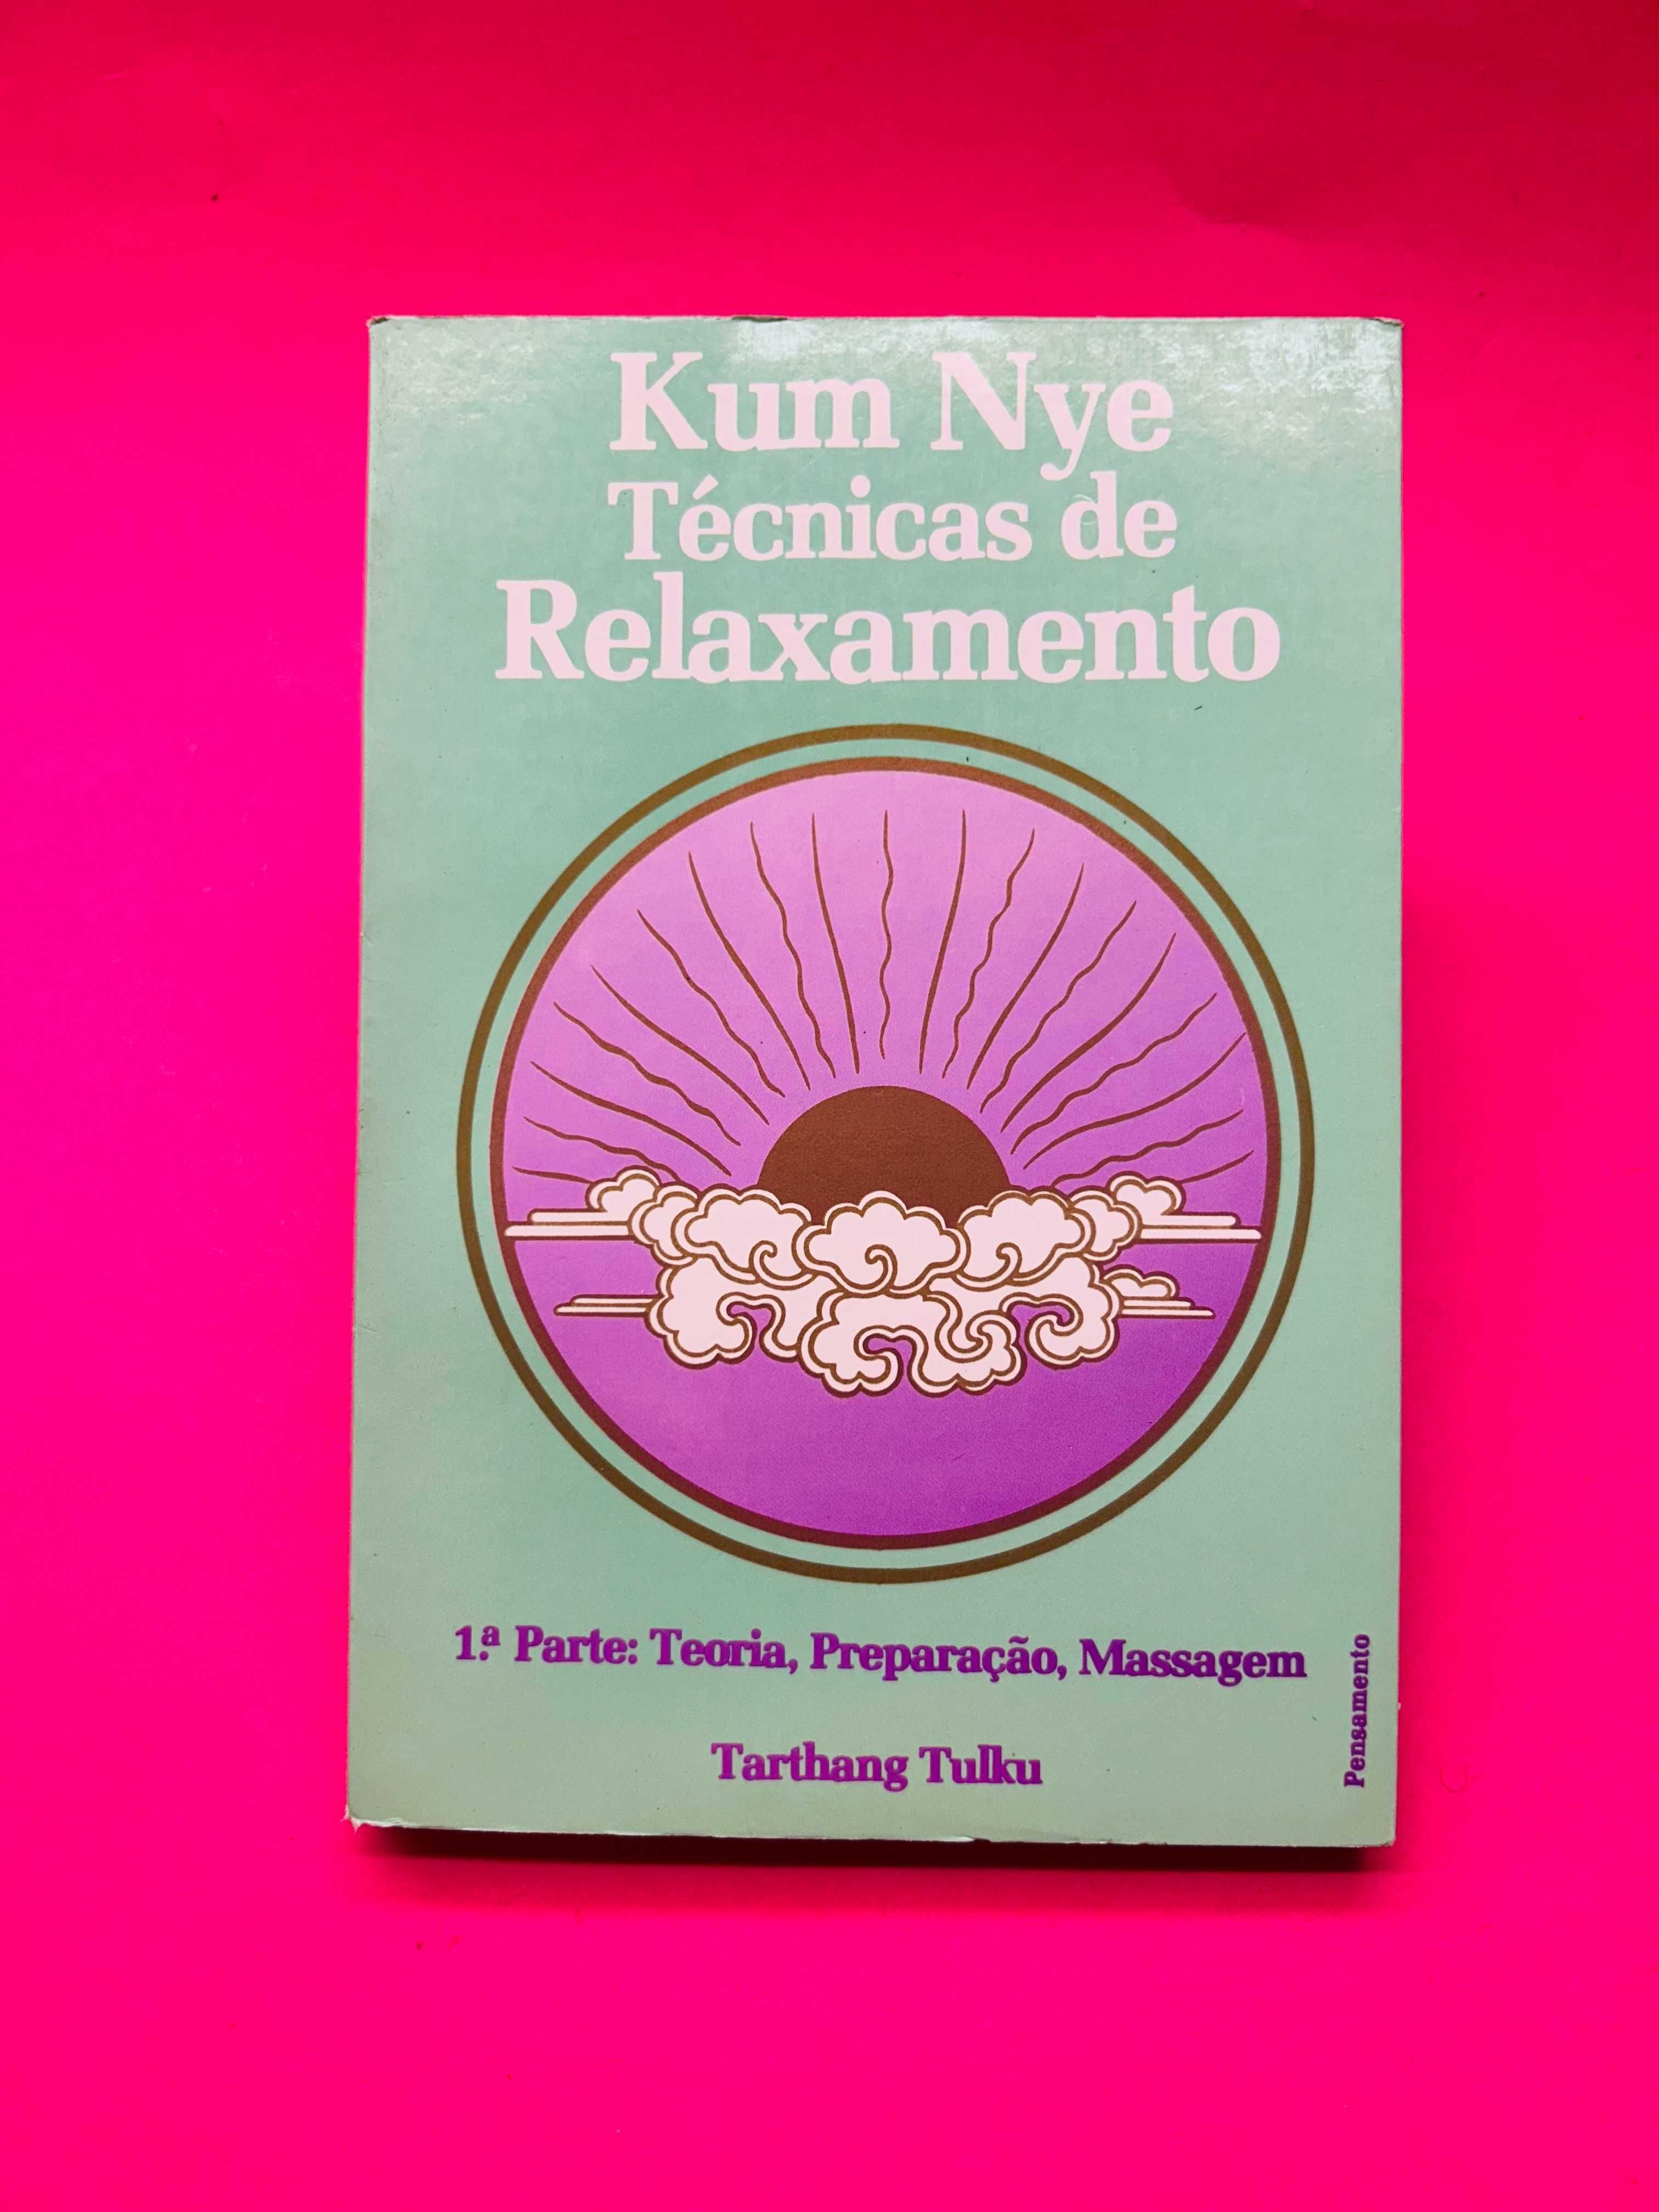 Kum Nye
Técnicas de
Relaxamento
1.ª Parte: Teoria, Preparação, Massagem
Tarthang Tulku
Pensamento